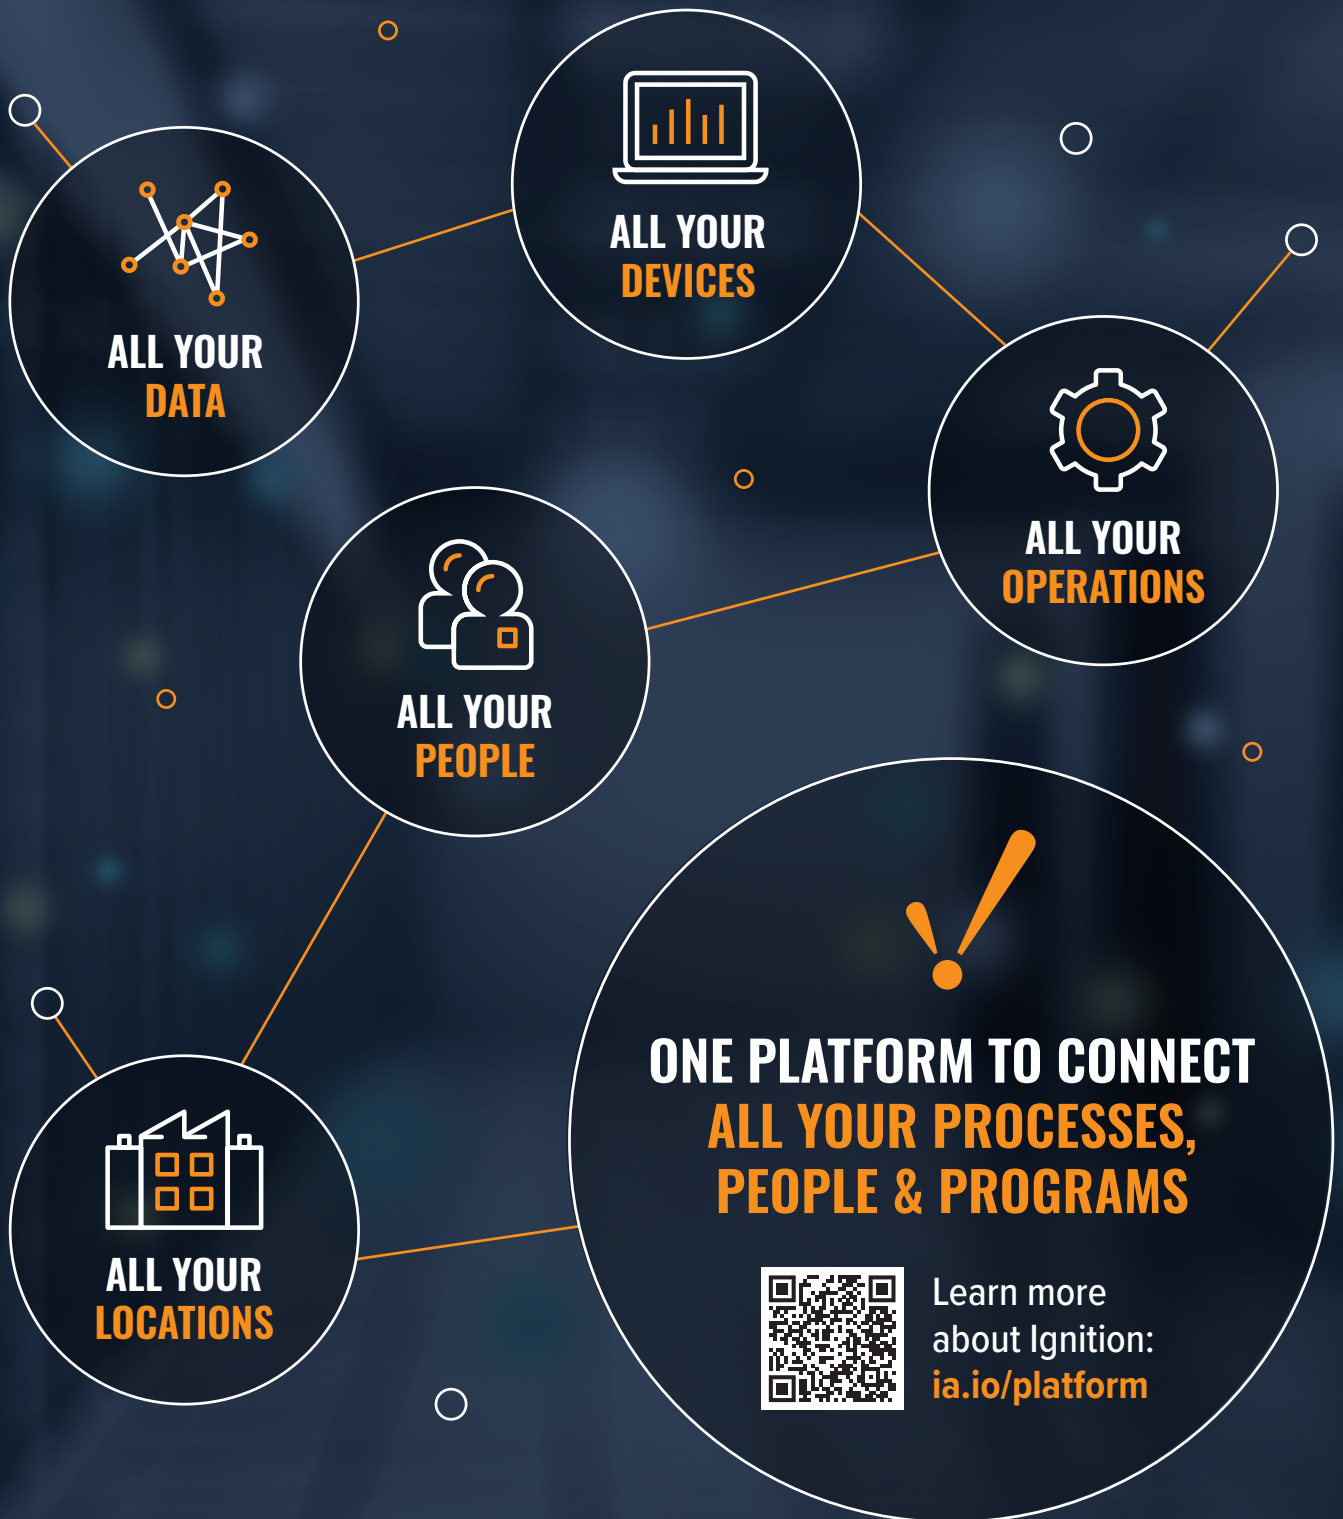 ALL YOUR
DEVICES
ALL YOUR
DATA
ALL YOUR
OPERATIONS
ALL YOUR
PEOPLE
ONE PLATFORM TO CONNECT
ALL YOUR PROCESSES,
PEOPLE & PROGRAMS
ALL YOUR
LOCATIONS
Learn more
about Ignition:
ia.io/platform